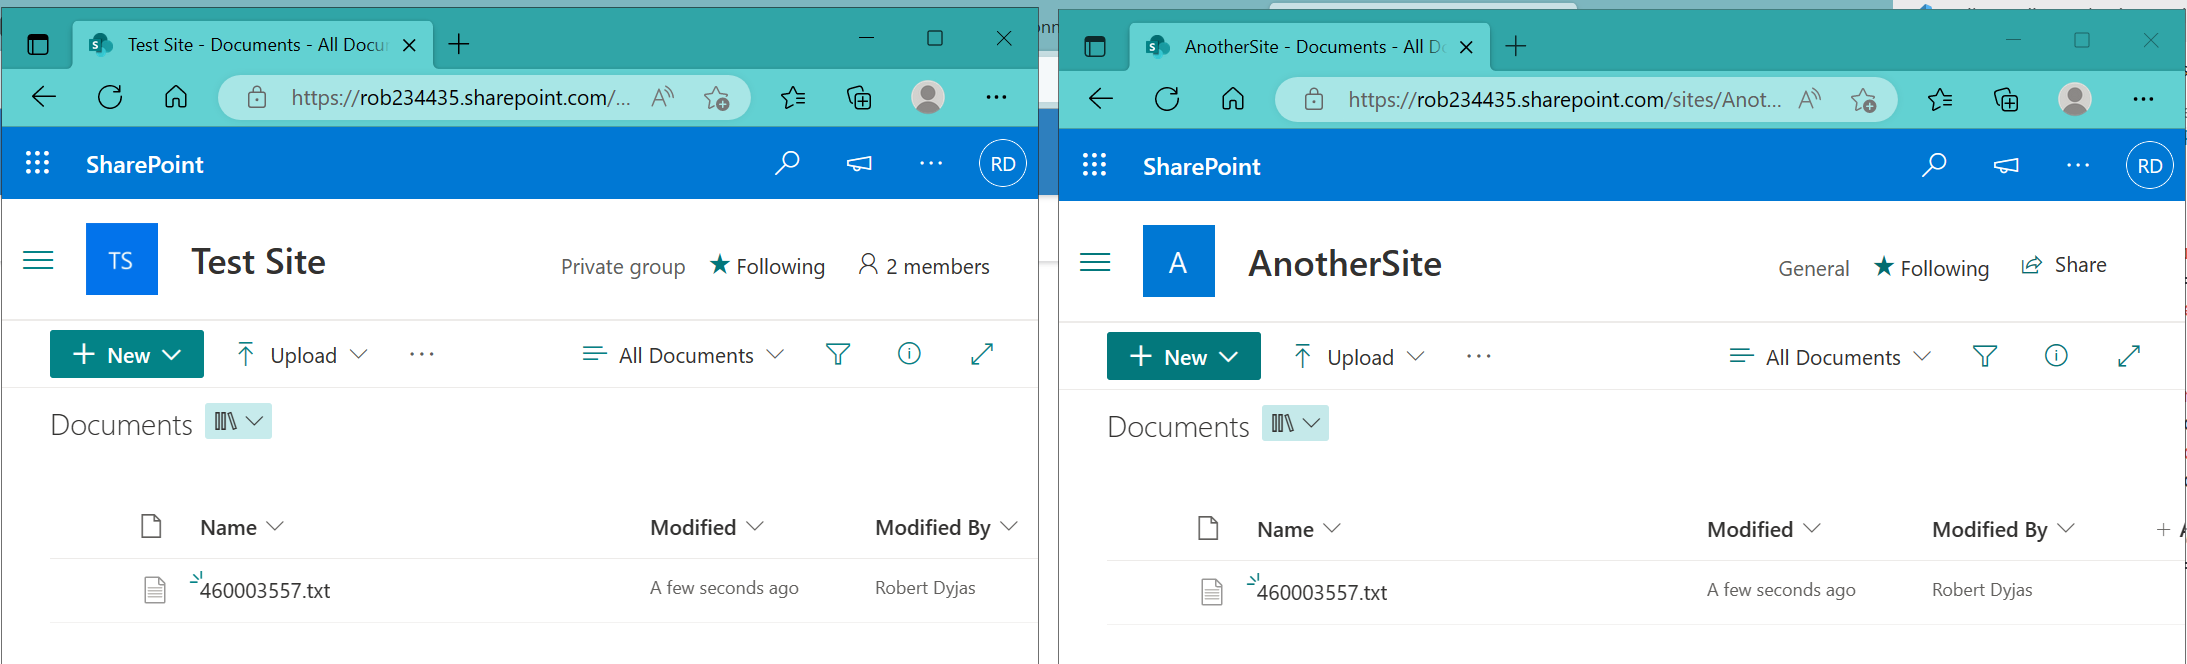 Test Site - Documents - All Docu
https://rob234435.sharepoint.com/...
SharePoint
RD
TS
Test Site
Private group
Following
2 members
New
Upload
All Documents
Documents
Name
Modified
Modified By
460003557.txt
A few seconds ago
Robert Dyjas
AnotherSite - Documents - All D
https://rob234435.sharepoint.com/sites/Anot...
SharePoint
RD
A
AnotherSite
General
Following
Share
New
Upload
All Documents
Documents
Name
Modified
Modified By
460003557.txt
A few seconds ago
Robert Dyjas